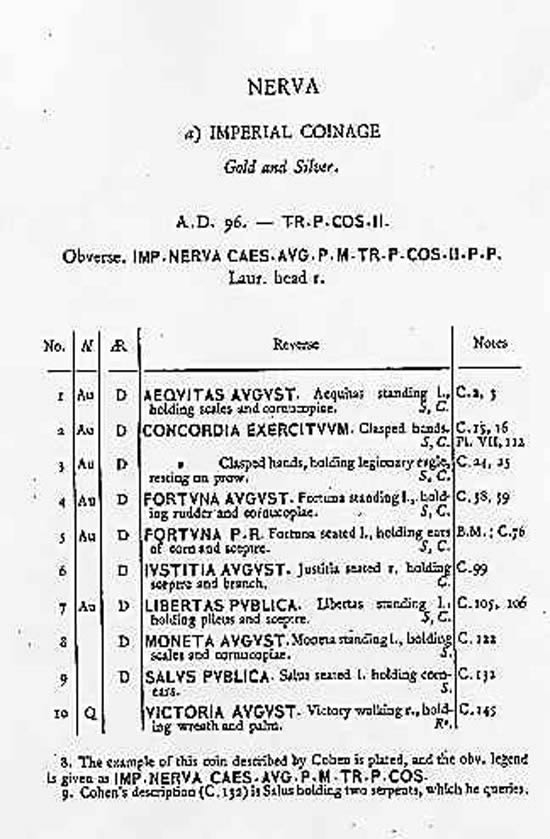 NERVA
a) IMPERIAL COINAGE
Gold and Silver.
A.D. 96. — TR·P·COS·II·
Obverse. IMP·NERVA CAES·AVG·P·M·TR·P·COS·II·P·P·
Laur. head r.
No. N Æ Reverse Notes
1 Au D AEQVITAS AVGVST. Aequitas standing l., C.2, 5
holding scales and cornucopiae. S, C.
2 Au D CONCORDIA EXERCITVVM. Clasped hands. C.15, 16
S, C. Pl. VII, 112
3 Au D " Clasped hands, holding legionary eagle, C.24, 25
resting on prow. S, C.
4 Au D FORTVNA AVGVST. Fortuna standing l., hold- C.58, 59
ing rudder and cornucopiae. S, C.
5 Au D FORTVNA P·R. Fortuna seated l., holding ears B.M.; C.76
of corn and sceptre. S, C.
6 D IVSTITIA AVGVST. Justitia seated r, holding C.99
sceptre and branch. C.
7 Au D LIBERTAS PVBLICA. Libertas standing l., C.105, 106
holding pileus and sceptre. S, C.
8 D MONETA AVGVST. Moneta standing l., holding C.122
scales and cornucopiae. S.
9 D SALVS PVBLICA. Salus seated l. holding corn- C.132
ears. S.
10 Q VICTORIA AVGVST. Victory walking r., hold- C.145
ing wreath and palm.
8. The example of this coin described by Cohen is plated, and the obv. legend
is given as IMP·NERVA CAES·AVG·P·M·TR·P·COS·
9. Cohen's description (C.132) is Salus holding two serpents, which he queries.